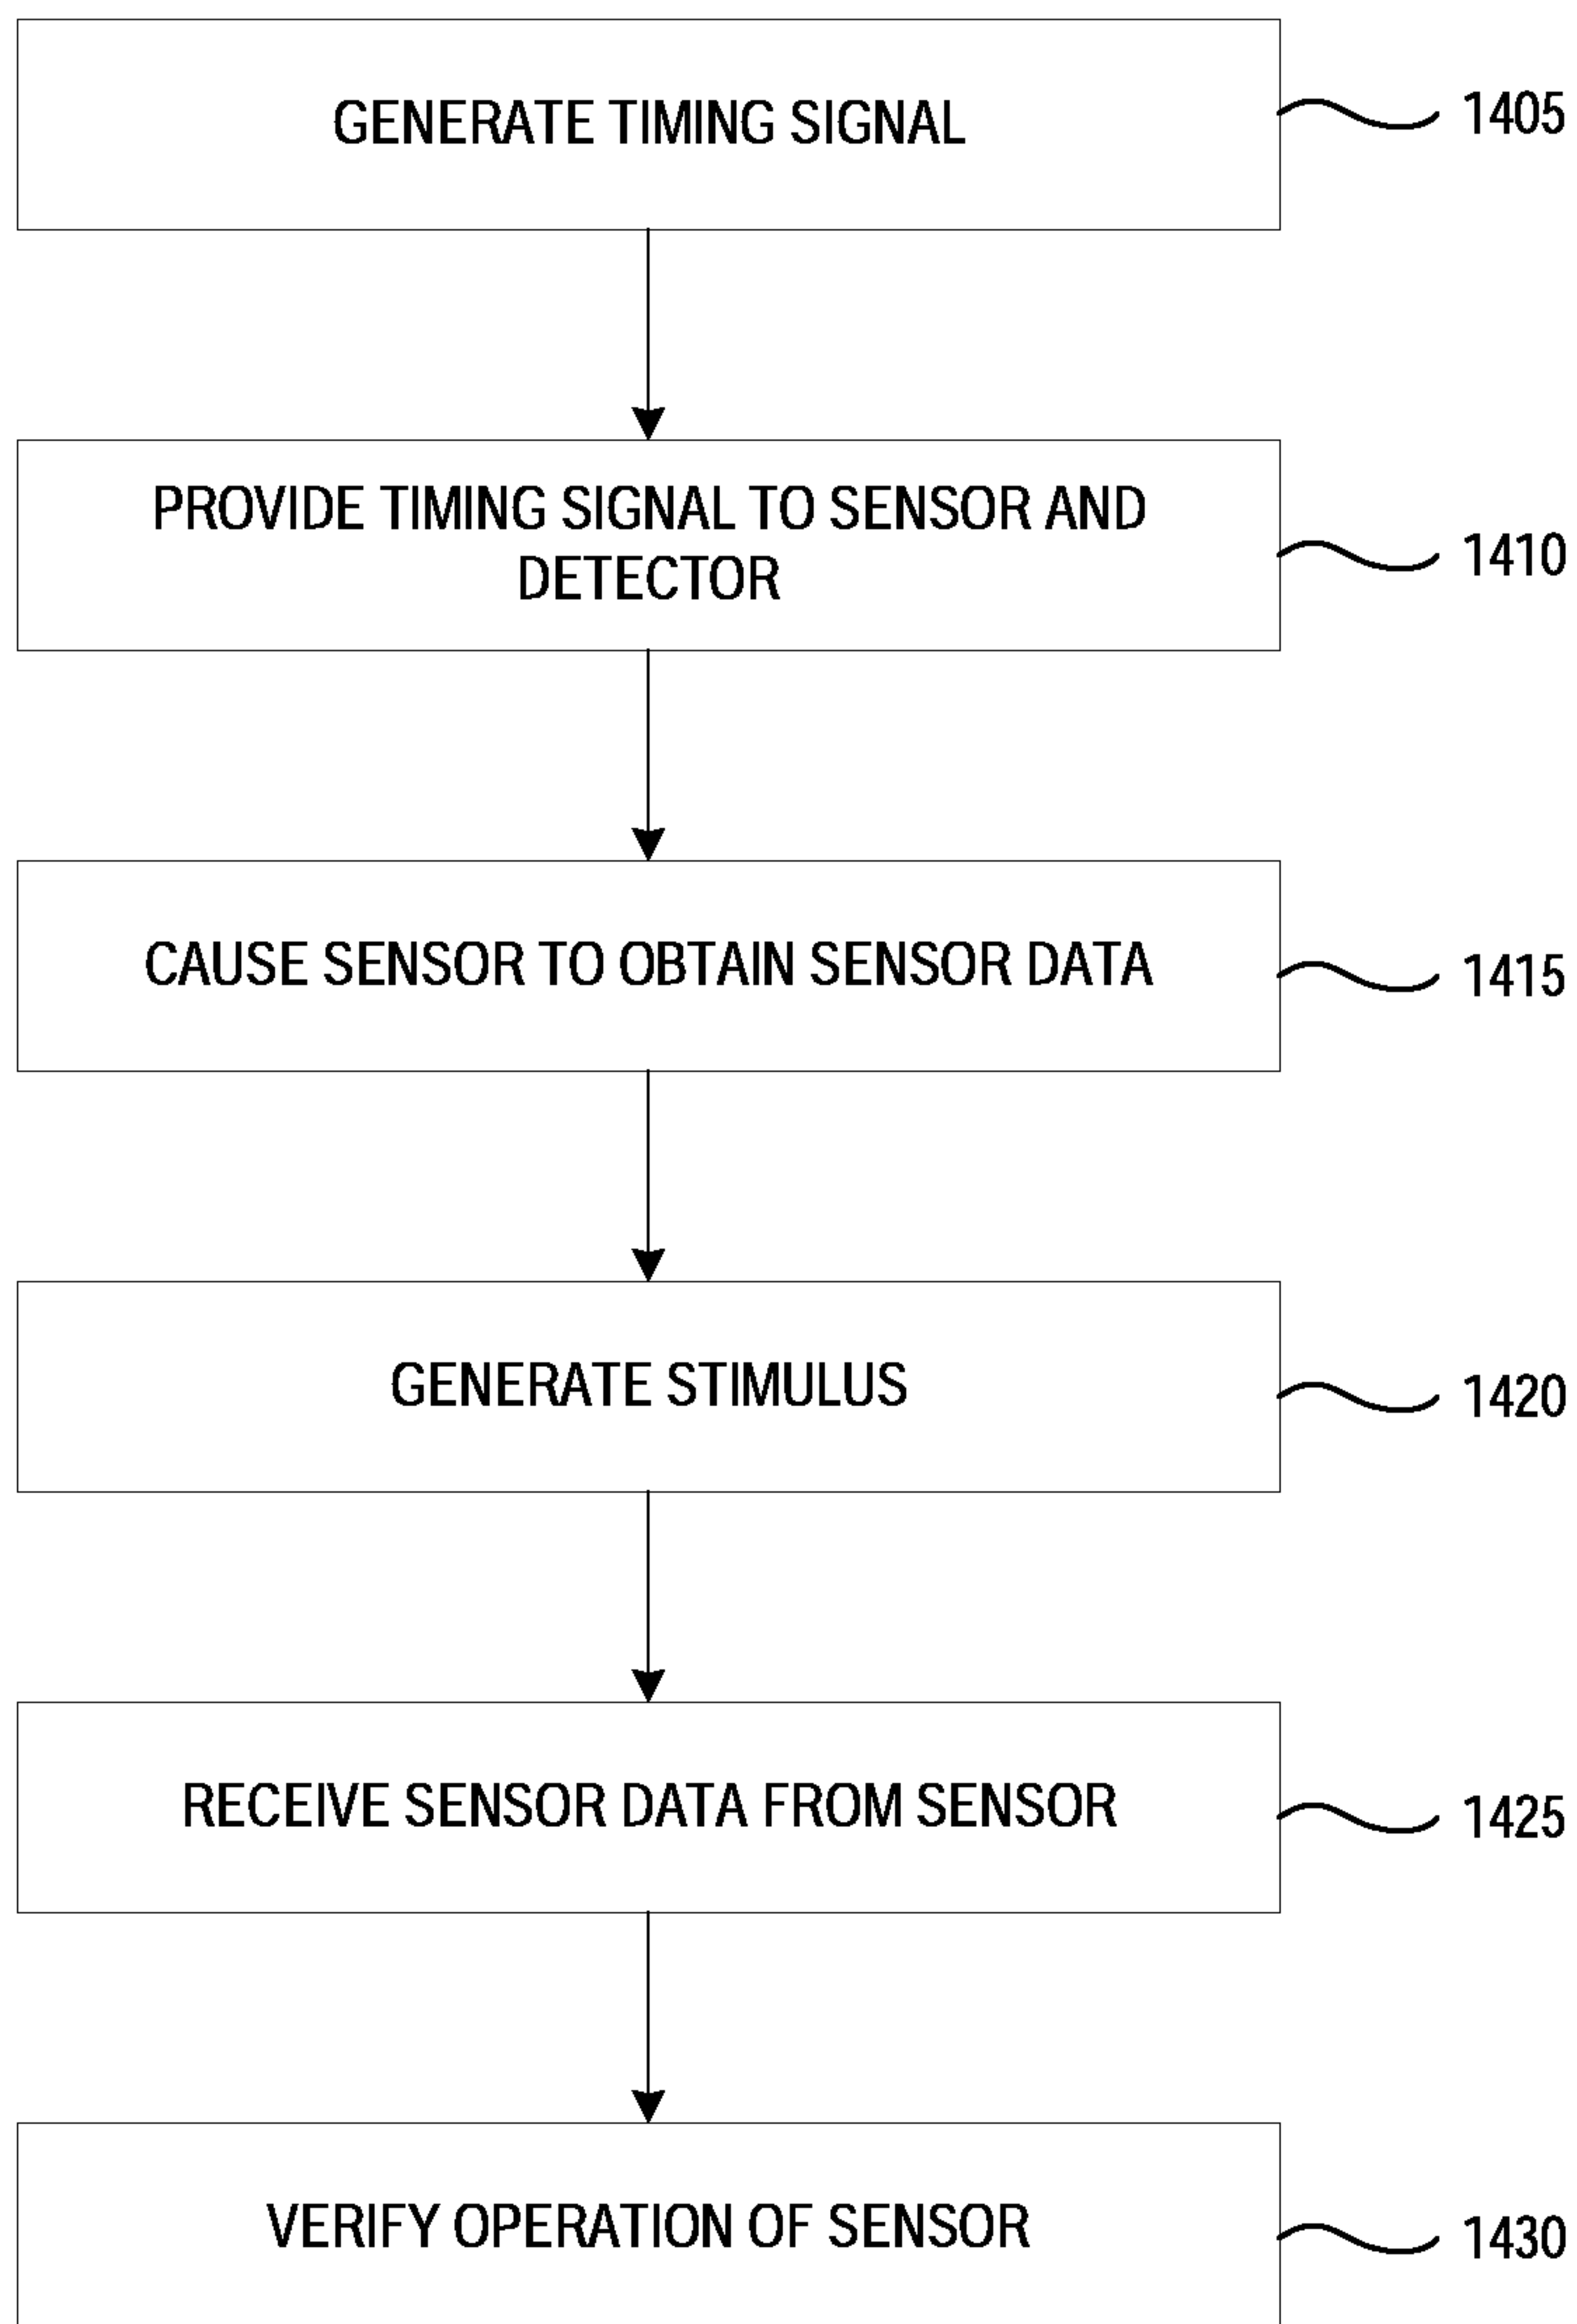 GENERATE TIMING SIGNAL
1405
PROVIDE TIMING SIGNAL TO SENSOR AND
DETECTOR
1410
CAUSE SENSOR TO OBTAIN SENSOR DATA
1415
GENERATE STIMULUS
1420
RECEIVE SENSOR DATA FROM SENSOR
1425
VERIFY OPERATION OF SENSOR
1430